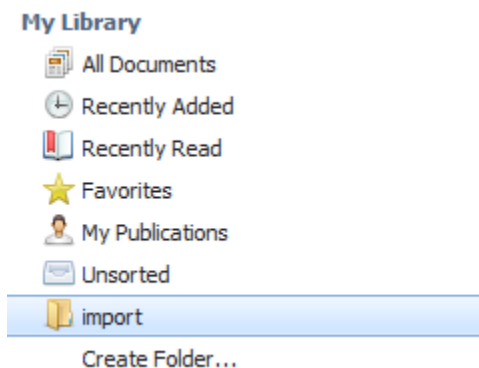 My Library
All Documents
Recently Added
Recently Read
Favorites
My Publications
Unsorted
import
Create Folder...